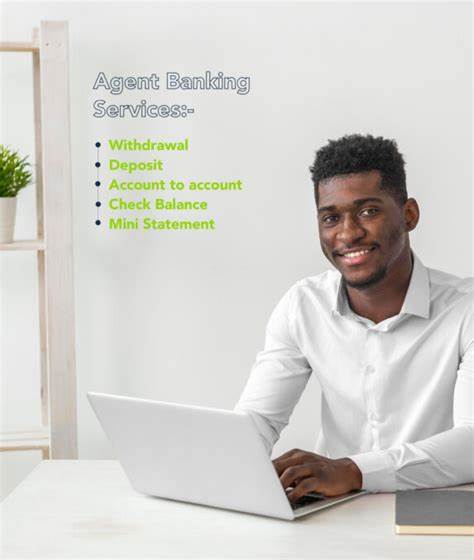 Agent Banking
Services:-
Withdrawal
Deposit
Account to account
Check Balance
Mini Statement